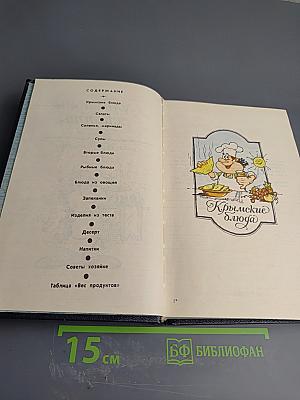 СОДЕРЖАНИЕ
Крымские блюда
Салаты
Соленья, маринады
Супы
Вторые блюда
Рыбные блюда
Блюда из овощей
Запеканки
Изделия из теста
Десерт
Напитки
Советы хозяйке
Таблица «Вес продуктов»
Крымские
блюда
15 см
БФ БИБЛИОФАН